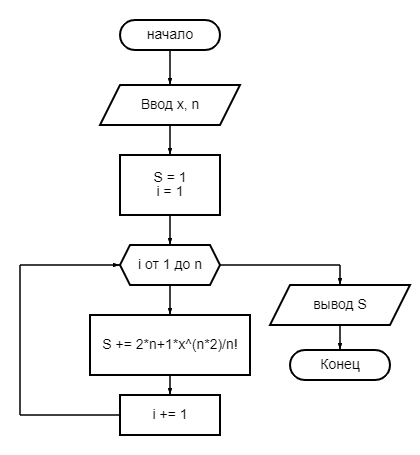 начало
Ввод x, n
S = 1
i = 1
i от 1 до n
S += 2*n+1*x^(n*2)/n!
i += 1
вывод S
Конец